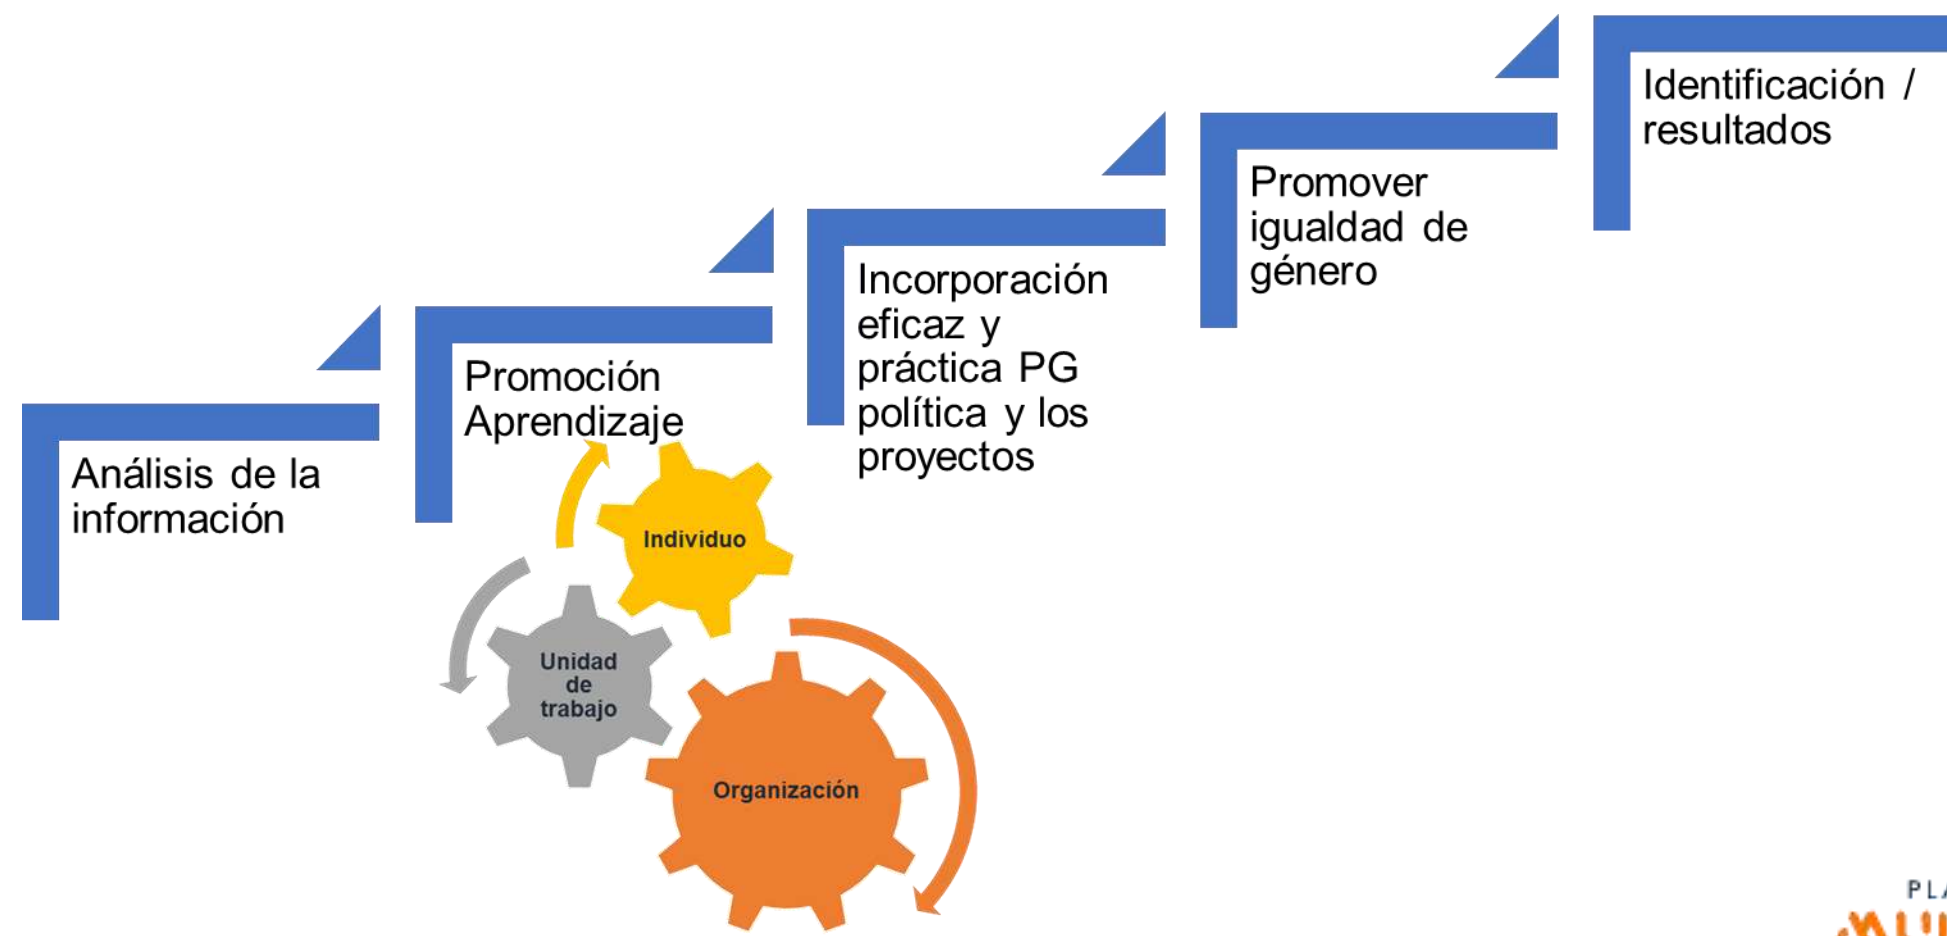 Análisis de la
información
Promoción
Aprendizaje
Individuo
Unidad
de
trabajo
Organización
Incorporación
eficaz y
práctica PG
política y los
proyectos
Promover
igualdad de
género
Identificación /
resultados